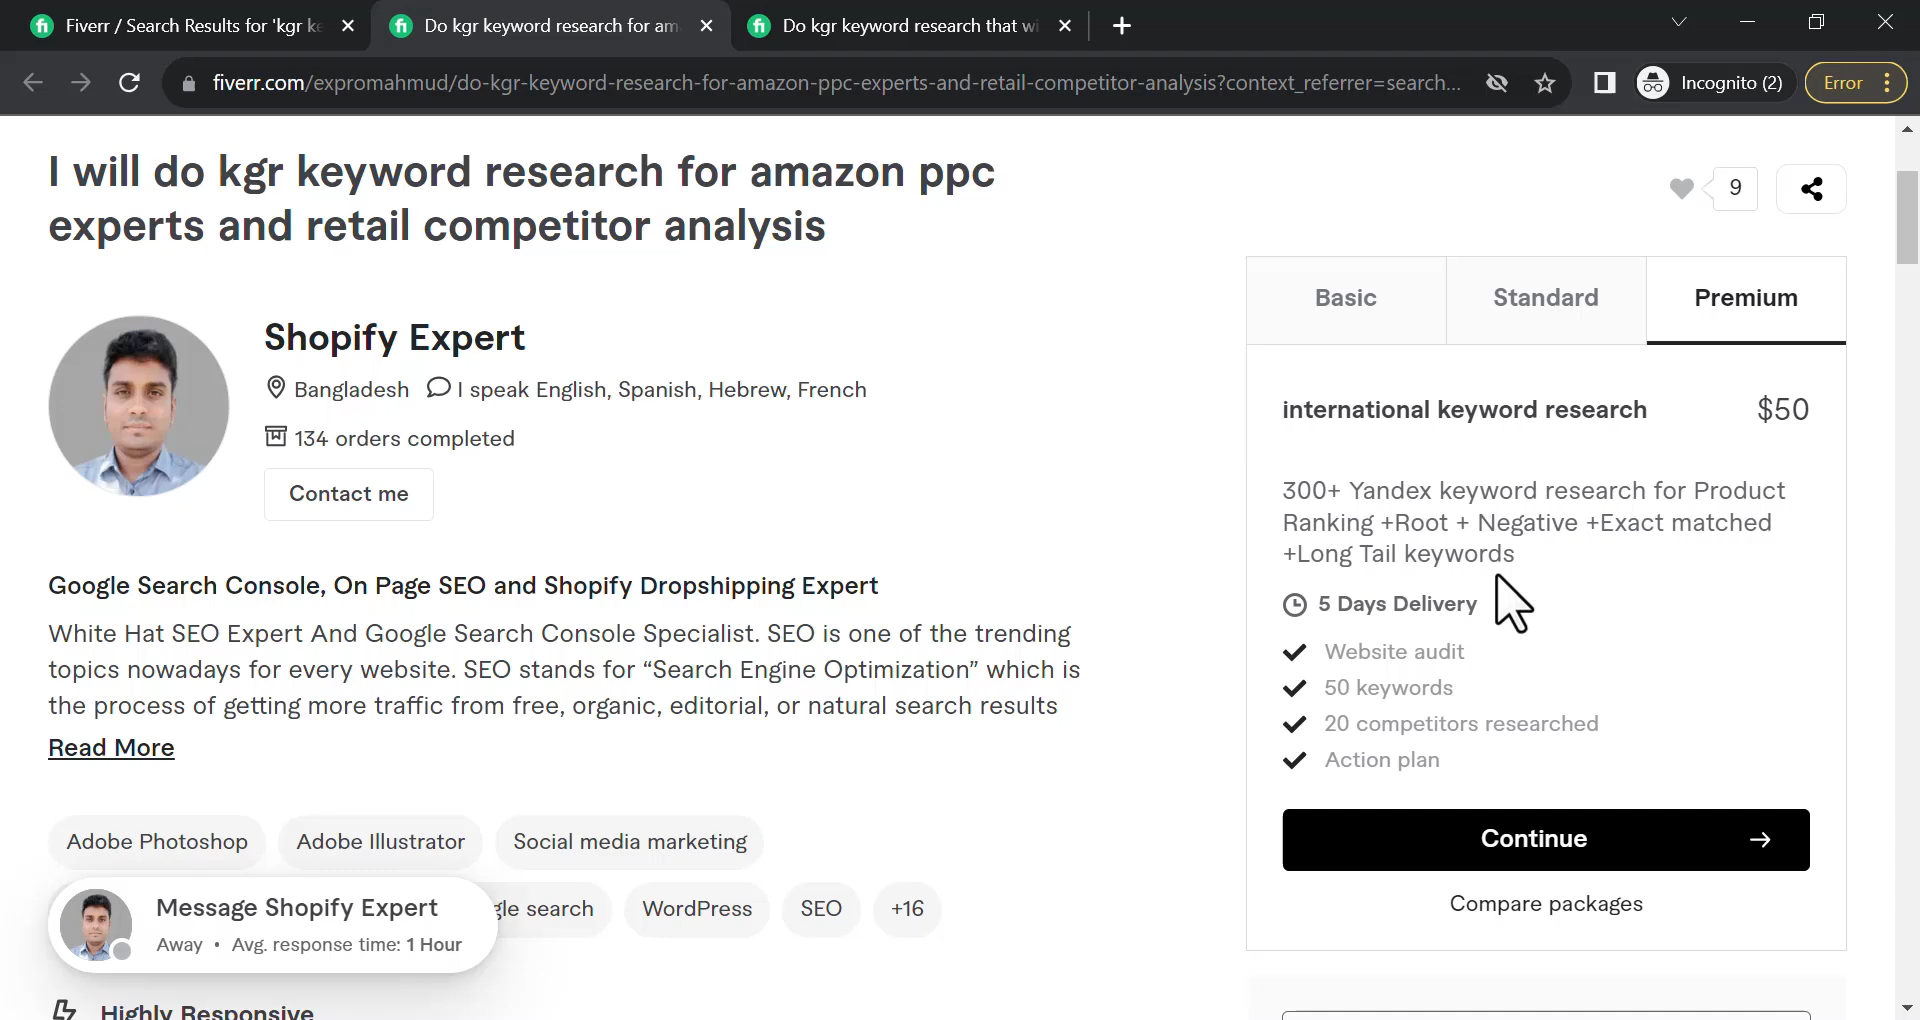 Fiverr / Search Results for 'kgr ke
Do kgr keyword research for am
Do kgr keyword research that wi
fiverr.com/expromahmud/do-kgr-keyword-research-for-amazon-ppc-experts-and-retail-competitor-analysis?context_referrer=search...
Incognito (2)
Error
I will do kgr keyword research for amazon ppc
experts and retail competitor analysis
9
Shopify Expert
Bangladesh
I speak English, Spanish, Hebrew, French
134 orders completed
Contact me
Google Search Console, On Page SEO and Shopify Dropshipping Expert
White Hat SEO Expert And Google Search Console Specialist. SEO is one of the trending
topics nowadays for every website. SEO stands for “Search Engine Optimization” which is
the process of getting more traffic from free, organic, editorial, or natural search results
Read More
Adobe Photoshop
Adobe Illustrator
Social media marketing
gle search
WordPress
SEO
+16
Message Shopify Expert
Away • Avg. response time: 1 Hour
Highly Responsive
Basic
Standard
Premium
international keyword research
$50
300+ Yandex keyword research for Product
Ranking +Root + Negative +Exact matched
+Long Tail keywords
5 Days Delivery
Website audit
50 keywords
20 competitors researched
Action plan
Continue
Compare packages